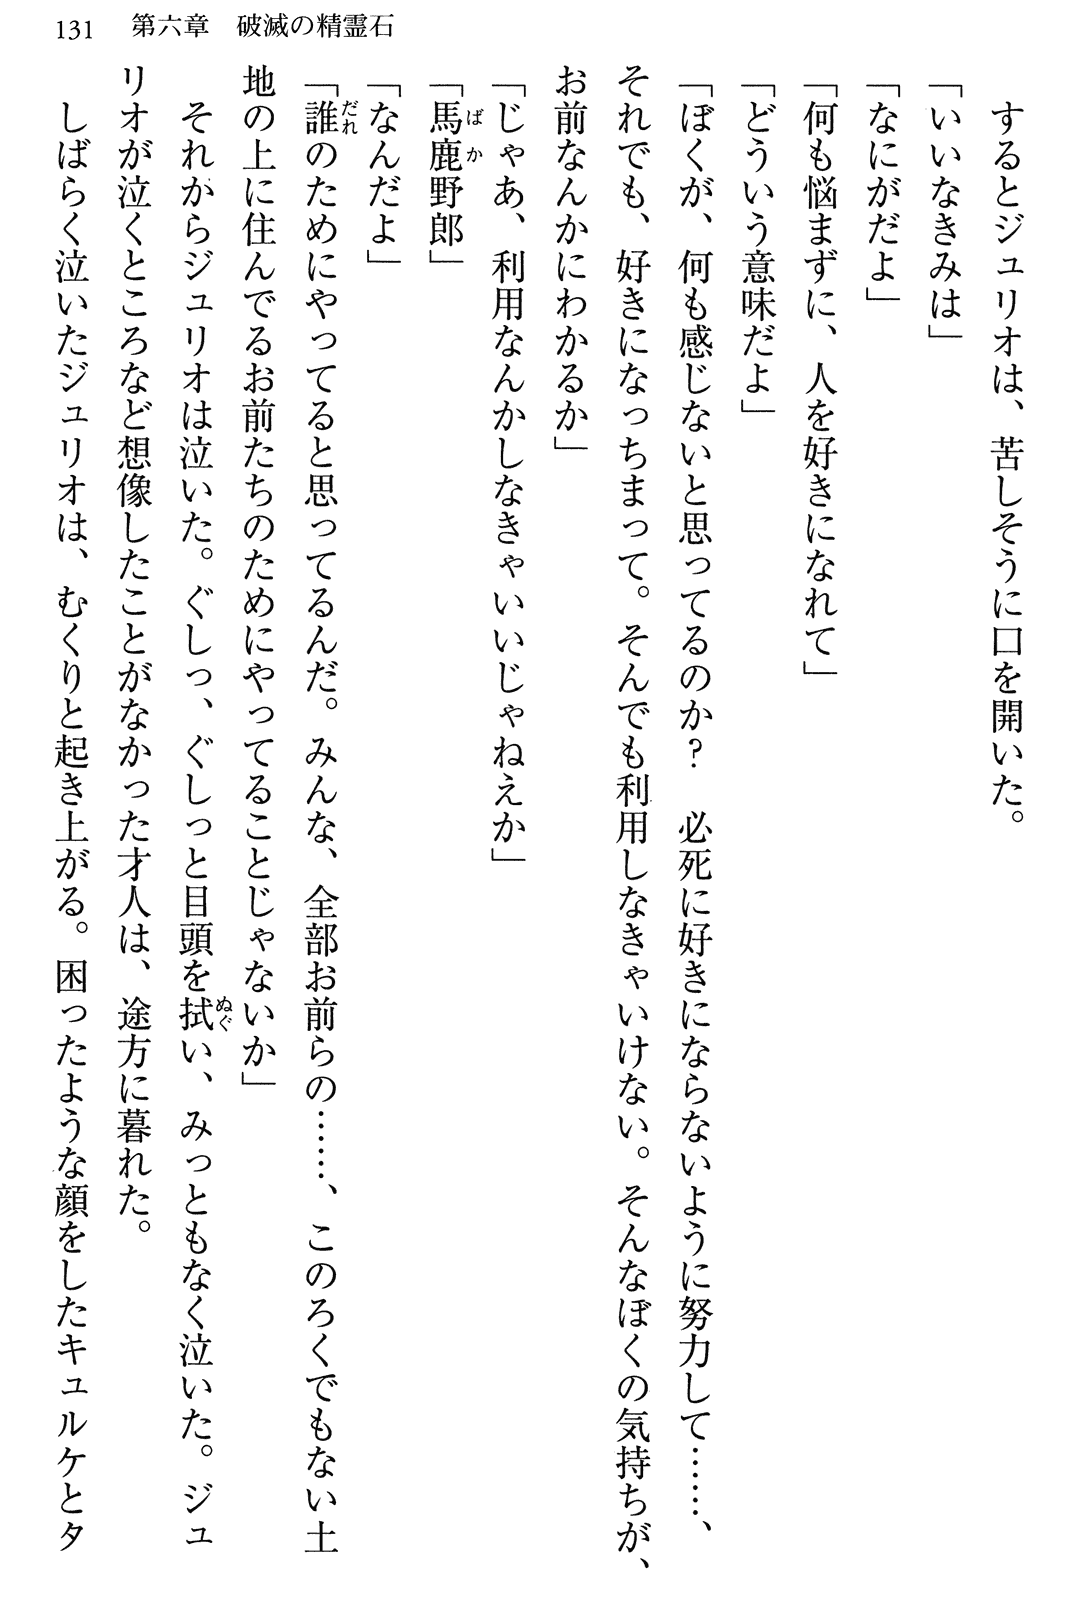 131 第六章　破滅の精霊石
　するとジュリオは、苦しそうに口を開いた。
「いいなきみは」
「なにがだよ」
「何も悩まずに、人を好きになれて」
「どういう意味だよ」
「ぼくが、何も感じないと思ってるのか?　必死に好きにならないように努力して……、
それでも、好きになっちまって。そんでも利用しなきゃいけない。そんなぼくの気持ちが、
お前なんかにわかるか」
「じゃあ、利用なんかしなきゃいいじゃねえか」
「馬鹿野郎」
「なんだよ」
「誰のためにやってると思ってるんだ。みんな、全部お前らの……、このろくでもない土
地の上に住んでるお前たちのためにやってることじゃないか」
　それからジュリオは泣いた。ぐしっ、ぐしっと目頭を拭い、みっともなく泣いた。ジュ
リオが泣くところなど想像したことがなかった才人は、途方に暮れた。
　しばらく泣いたジュリオは、むくりと起き上がる。困ったような顔をしたキュルケとタ